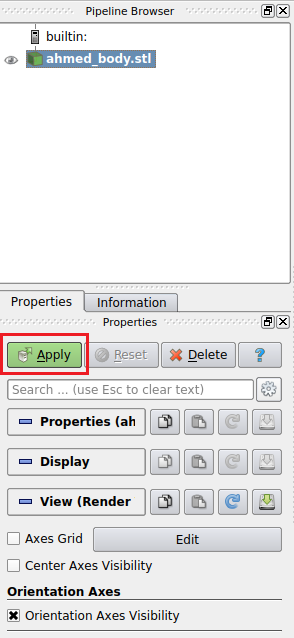 Pipeline Browser
builtin:
ahmed_body.stl
Properties Information
Properties
Apply Reset Delete ?
Search ... (use Esc to clear text)
Properties (ah
Display
View (Render
Axes Grid Edit
Center Axes Visibility
Orientation Axes
Orientation Axes Visibility